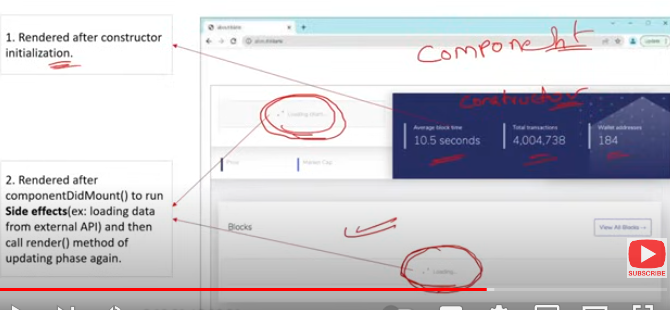 1. Rendered after constructor
initialization.
2. Rendered after
componentDidMount() to run
Side effects(ex: loading data
from external API) and then
call render() method of
updating phase again.
Component
constructor
Loading chart...
Average block time
Total transactions
Wallet addresses
10.5 seconds
4,004,738
184
Price
Market Cap
Blocks
View All Blocks →
Loading...
SUBSCRIBE
Update